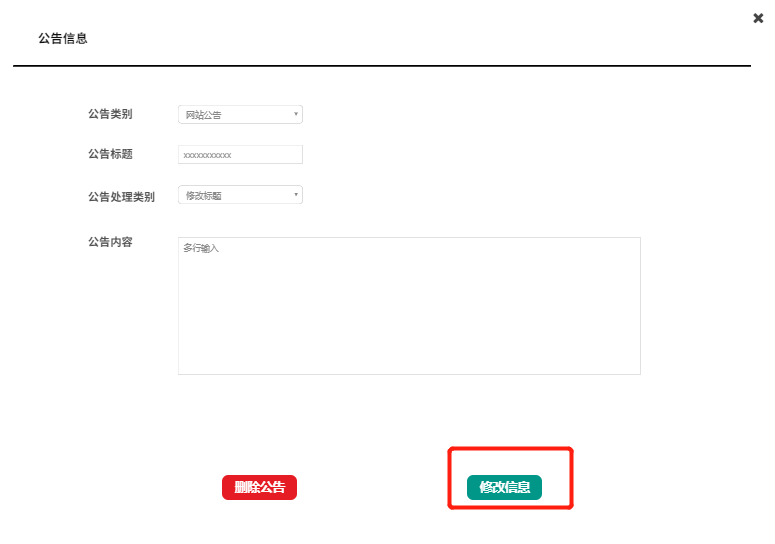 公告信息
公告类别 网站公告
公告标题 xxxxxxxxxxx
公告处理类别 修改标题
公告内容 多行输入
删除公告 修改信息